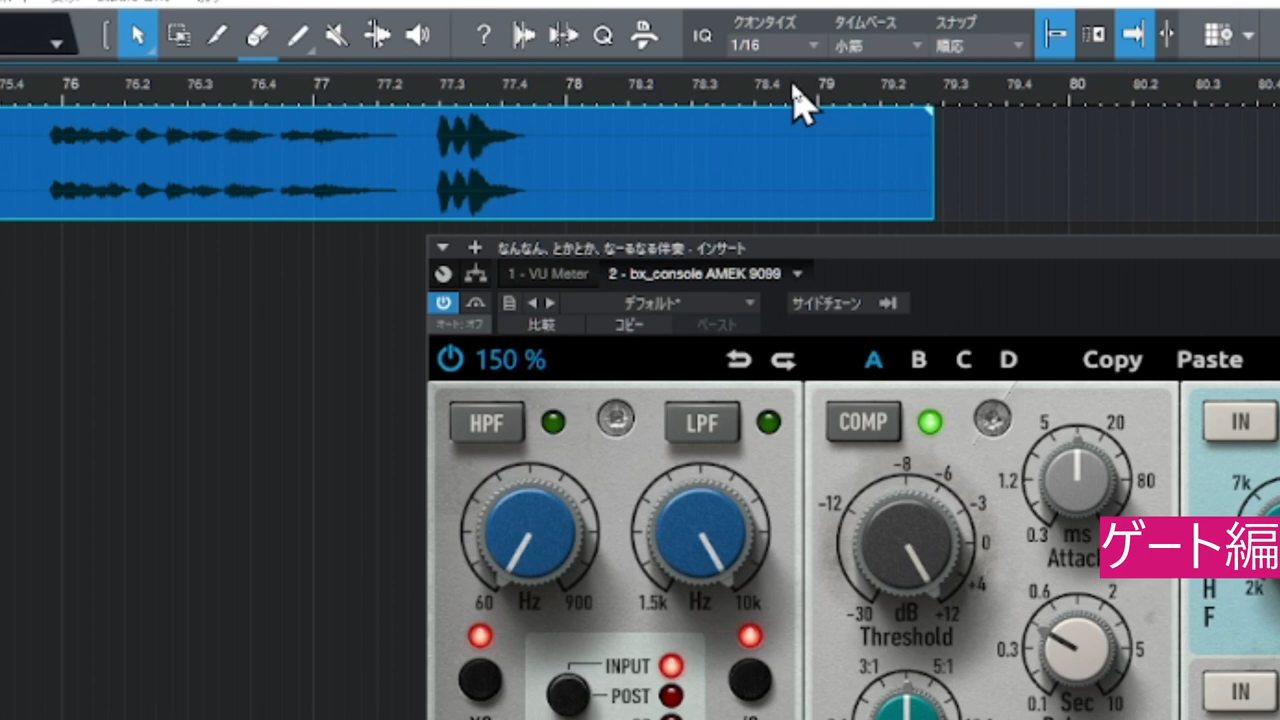 クオンタイズ
タイムベース
スナップ
IQ
1/16
小節
順応
75.4 76 76.2 76.3 76.4 77 77.2 77.3 77.4 78 78.2 78.3 78.4 79 79.2 79.3 79.4 80 80.2 80.3
なんなん、とかとか、なーるなる伴奏 - インサート
1 - VU Meter
2 - bx_console AMEK 9099
デフォルト*
サイドチェーン
オート: オフ
比較
コピー
ペースト
150 %
A B C D
Copy
Paste
HPF
LPF
COMP
IN
5
20
1.2
80
0.3
ms
Attac
-12
-8
-6
-3
0
+4
-30
dB
+12
Threshold
7k
ゲート編
60
Hz
900
1.5k
Hz
10k
H
F
2k
0.6
2
0.3
5
0.1
Sec
10
INPUT
POST
3:1
5:1
IN